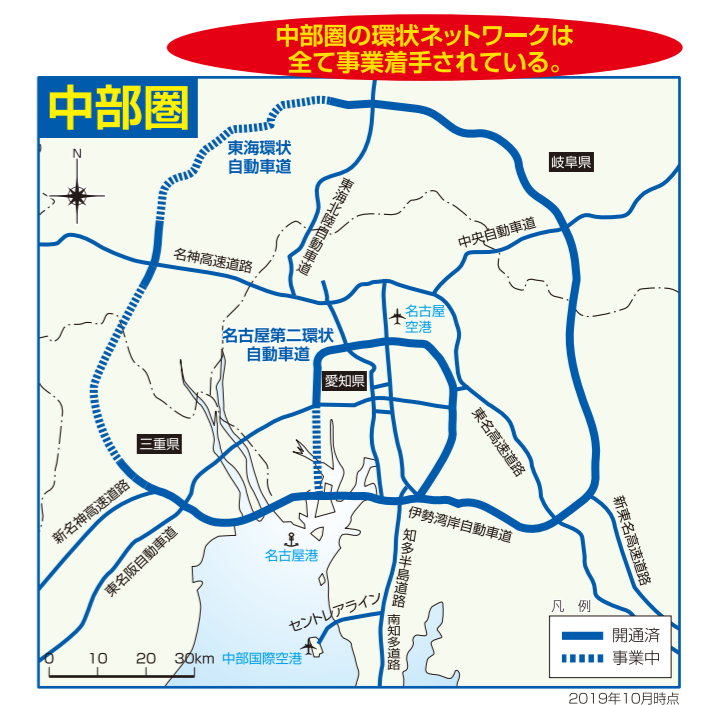 中部圏の環状ネットワークは
全て事業着手されている。
中部圏
東海環状
自動車道
岐阜県
N
東海北陸自動車道
中央自動車道
名神高速道路
名古屋
空港
名古屋第二環状
自動車道
愛知県
三重県
東名高速道路
新名神高速道路
東名阪自動車道
伊勢湾岸自動車道
新東名高速道路
名古屋港
知多半島道路
セントレアライン
南知多道路
中部国際空港
0 10 20 30km
凡 例
開通済
事業中
2019年10月時点